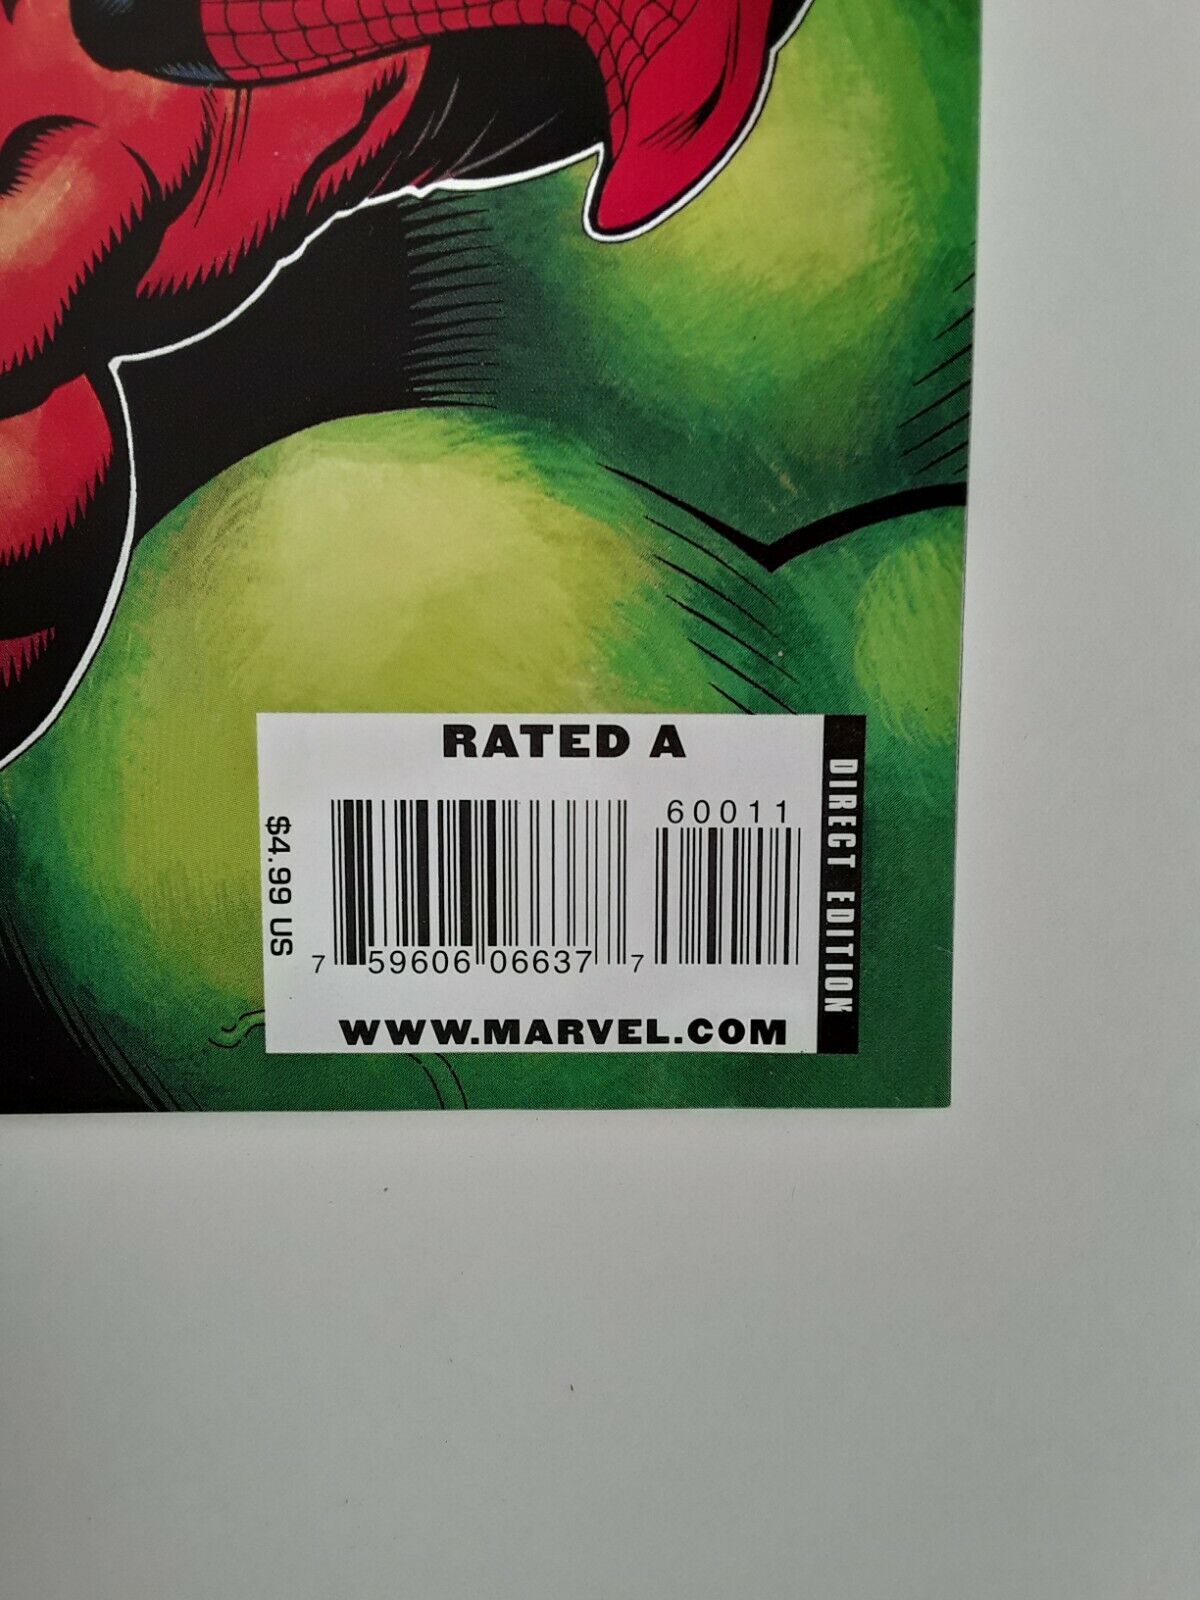 RATED A
60011
$4.99 US
7 59606 06637 7
DIRECT EDITION
WWW.MARVEL.COM